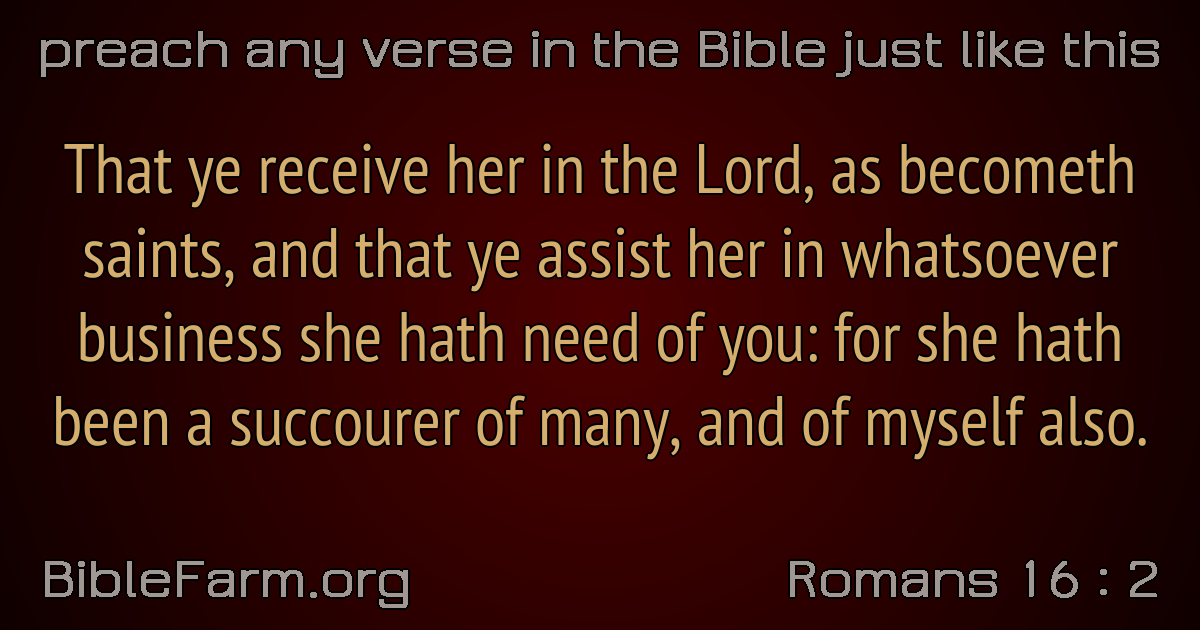 preach any verse in the Bible just like this
That ye receive her in the Lord, as becometh
saints, and that ye assist her in whatsoever
business she hath need of you: for she hath
been a succourer of many, and of myself also.
BibleFarm.org
Romans 16 : 2